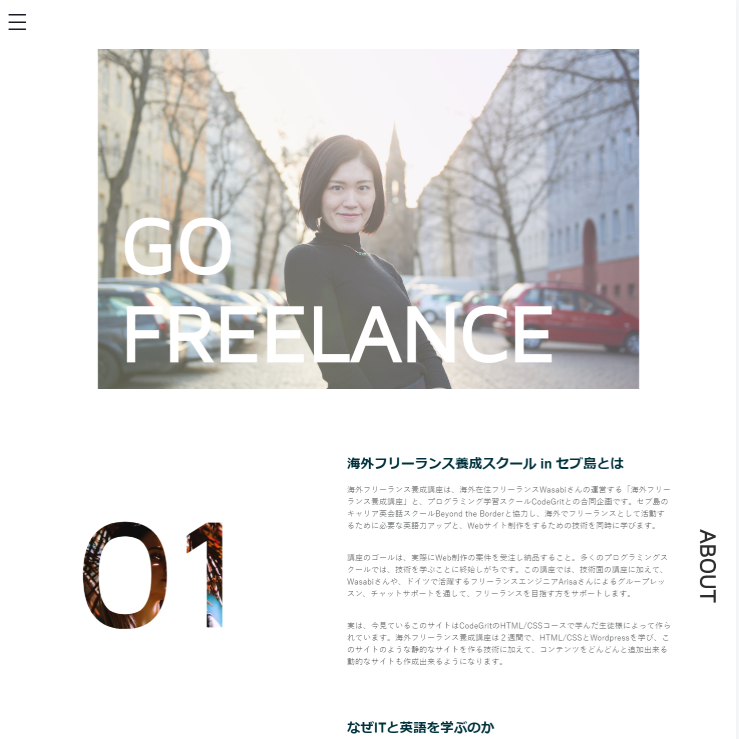 GO
FREELANCE
海外フリーランス養成スクール in セブ島とは
海外フリーランス養成講座は、海外在住フリーランスWasabiさんの運営する「海外フリー
ランス養成講座」と、プログラミング学習スクールCodeGritとの合同企画です。セブ島の
キャリア英会話スクールBeyond the Borderと協力し、海外でフリーランスとして活動す
るために必要な英語力アップと、Webサイト制作をするための技術を同時に学びます。
講座のゴールは、実際にWeb制作の案件を受注し納品すること。多くのプログラミングス
クールでは、技術を学ぶことに終始しがちです。この講座では、技術面の講座に加えて、
Wasabiさんや、ドイツで活躍するフリーランスエンジニアArisaさんによるグループレッ
スン、チャットサポートを通して、フリーランスを目指す方をサポートします。
01
ABOUT
実は、今見ているこのサイトはCodeGritのHTML/CSSコースで学んだ生徒様によって作ら
れています。海外フリーランス養成講座は２週間で、HTML/CSSとWordpressを学び、こ
のサイトのような静的なサイトを作る技術に加えて、コンテンツをどんどんと追加出来る
動的なサイトも作成出来るようになります。
なぜITと英語を学ぶのか